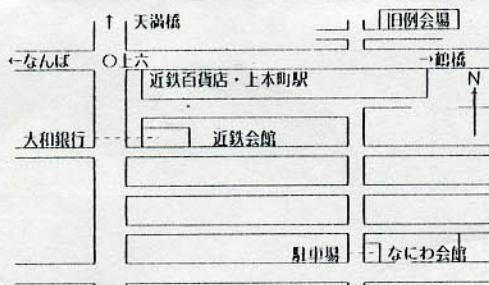 ↑ 天満橋
旧例会場
←なんば
○上六
→鶴橋
近鉄百貨店・上本町駅
N
大和銀行
近鉄会館
駐車場
なにわ会館